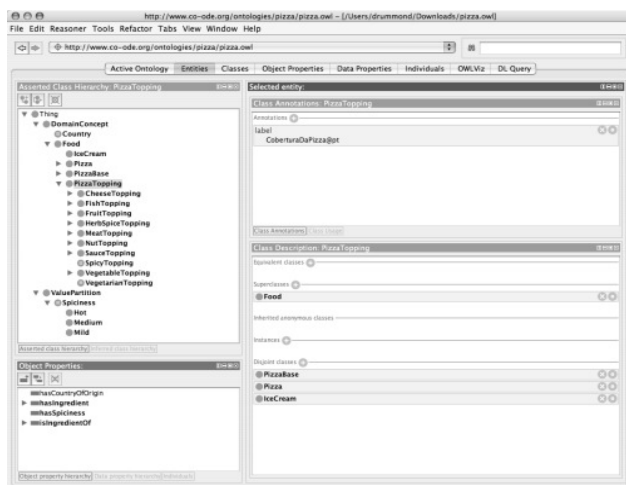 http://www.co-ode.org/ontologies/pizza/pizza.owl – [/Users/drummond/Downloads/pizza.owl]
File Edit Reasoner Tools Refactor Tabs View Window Help
http://www.co-ode.org/ontologies/pizza/pizza.owl
Active Ontology Entities Classes Object Properties Data Properties Individuals OWLViz DL Query
Asserted Class Hierarchy: PizzaTopping
Thing
DomainConcept
Country
Food
IceCream
Pizza
PizzaBase
PizzaTopping
CheeseTopping
FishTopping
FruitTopping
HerbSpiceTopping
MeatTopping
NutTopping
SauceTopping
SpicyTopping
VegetableTopping
VegetarianTopping
ValuePartition
Spiciness
Hot
Medium
Mild
Asserted class hierarchy Inferred class hierarchy
Object Properties:
hasCountryOfOrigin
hasIngredient
hasSpiciness
isIngredientOf
Object property hierarchy Data property hierarchy Individuals
Selected entity:
Class Annotations: PizzaTopping
Annotations
label
CoberturaDaPizza@pt
Class Annotations Class Usage
Class Description: PizzaTopping
Equivalent classes
Superclasses
Food
Inherited anonymous classes
Instances
Disjoint classes
PizzaBase
Pizza
IceCream